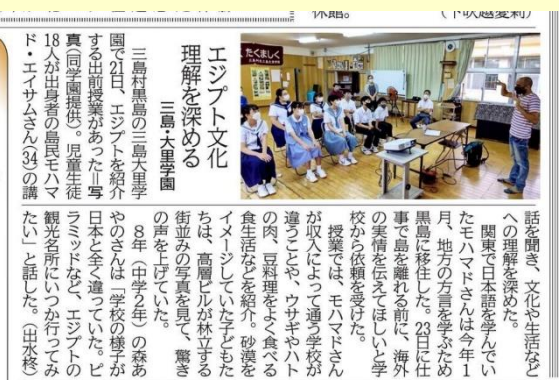 休館。
(下吹越愛莉)
たくましく
エジプト文化
理解を深める
三島・大里学園
三島村黒島の三島大里学
園で21日、エジプトを紹介
する出前授業があった＝写
真(同学園提供)。児童生徒
18人が出身者の島民モハマ
ド・エイサムさん(34)の講
話を聞き、文化や生活など
への理解を深めた。
関東で日本語を学んでい
たモハマドさんは今年1
月、地方の方言を学ぶため
黒島に移住した。23日に仕
事で島を離れる前に、海外
の実情を伝えてほしいと学
校から依頼を受けた。
授業では、モハマドさん
が収入によって通う学校が
違うことや、ウサギやハト
の肉、豆料理をよく食べる
食生活などを紹介。砂漠を
イメージしていた子どもた
ちは、高層ビルが林立する
街並みの写真を見て、驚き
の声を上げていた。
8年(中学2年)の森あ
やのさんは「学校の様子が
日本と全く違っていた。ピ
ラミッドなど、エジプトの
観光名所にいつか行ってみ
たい」と話した。(出水終)